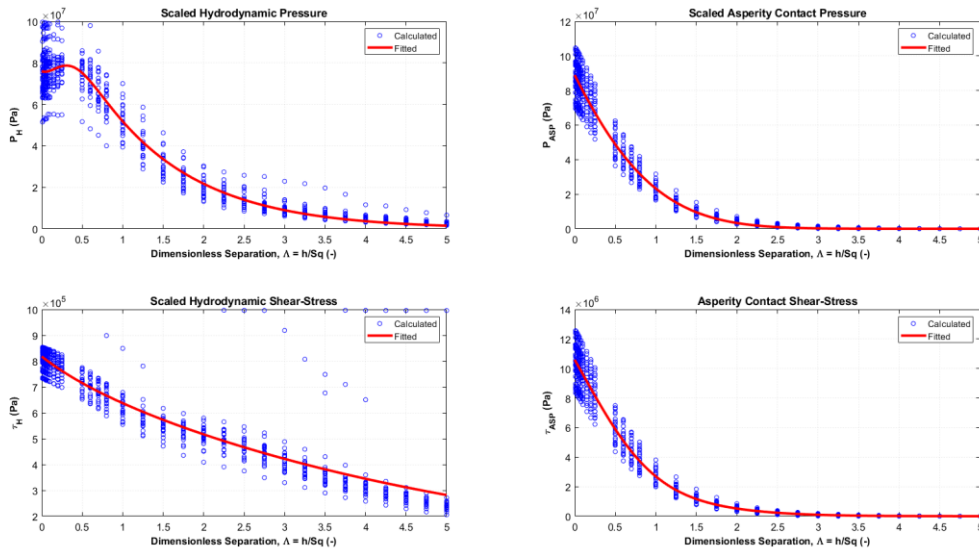 Scaled Hydrodynamic Pressure
×10⁷
10
8
6
4
2
0
P_H (Pa)
Calculated
Fitted
0 0.5 1 1.5 2 2.5 3 3.5 4 4.5 5
Dimensionless Separation, Λ = h/Sq (-)
Scaled Asperity Contact Pressure
×10⁷
12
10
8
6
4
2
0
P_ASP (Pa)
Calculated
Fitted
0 0.5 1 1.5 2 2.5 3 3.5 4 4.5 5
Dimensionless Separation, Λ = h/Sq (-)
Scaled Hydrodynamic Shear-Stress
×10⁵
10
9
8
7
6
5
4
3
2
τ_H (Pa)
Calculated
Fitted
0 0.5 1 1.5 2 2.5 3 3.5 4 4.5 5
Dimensionless Separation, Λ = h/Sq (-)
Asperity Contact Shear-Stress
×10⁶
14
12
10
8
6
4
2
0
τ_ASP (Pa)
Calculated
Fitted
0 0.5 1 1.5 2 2.5 3 3.5 4 4.5 5
Dimensionless Separation, Λ = h/Sq (-)